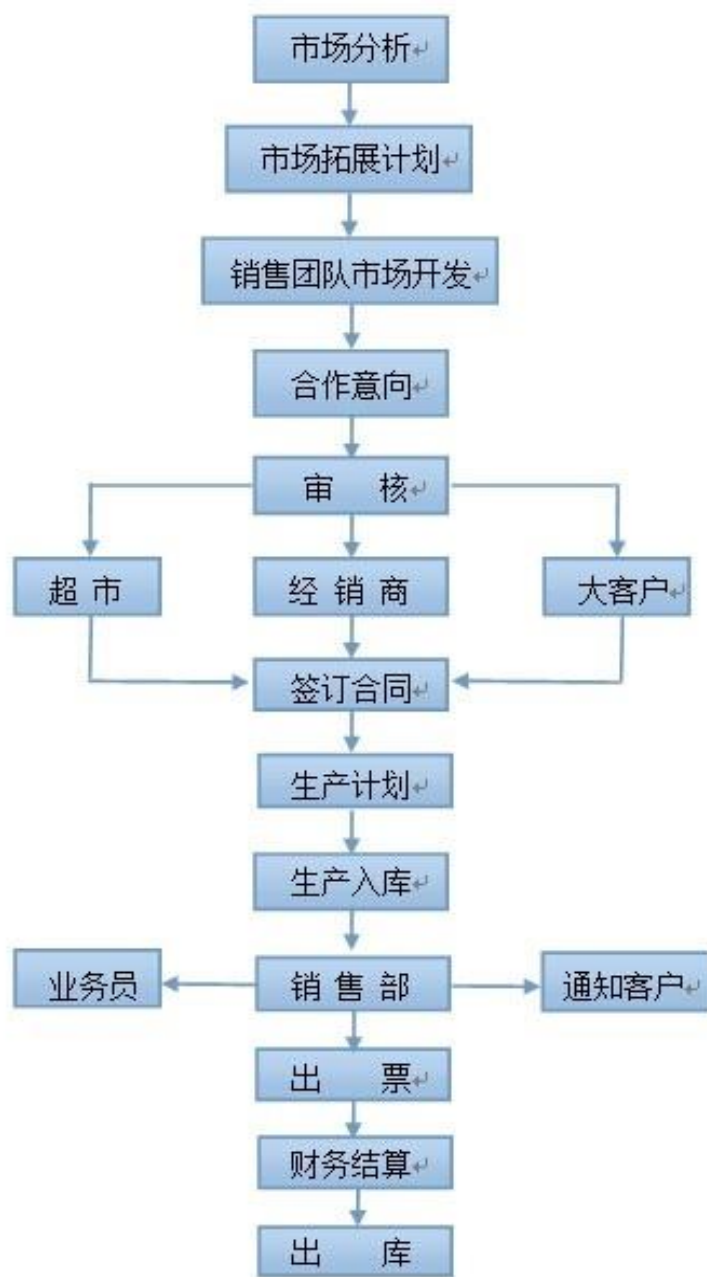 市场分析
市场拓展计划
销售团队市场开发
合作意向
审 核
超 市
经 销 商
大客户
签订合同
生产计划
生产入库
业务员
销 售 部
通知客户
出 票
财务结算
出 库